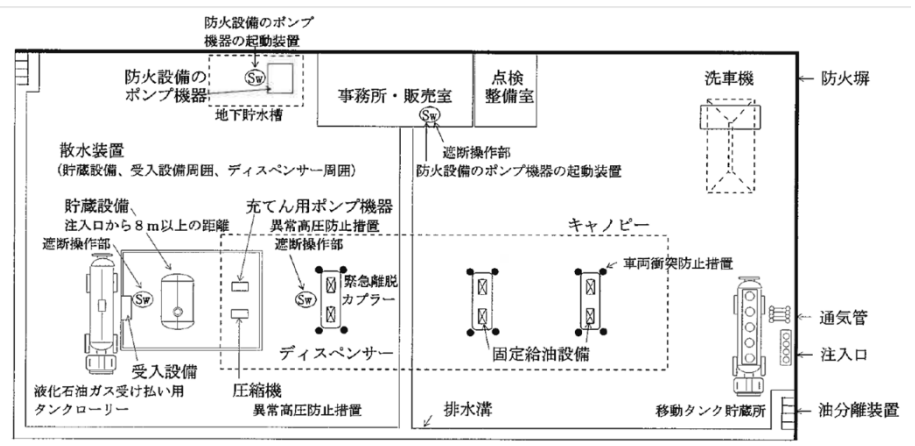 防火設備のポンプ
機器の起動装置
防火設備の
ポンプ機器
Sw
地下貯水槽
事務所・販売室
点検
整備室
洗車機
防火塀
Sw
遮断操作部
防火設備のポンプ機器の起動装置
散水装置
(貯蔵設備、受入設備周囲、ディスペンサー周囲)
貯蔵設備
注入口から8m以上の距離
遮断操作部
充てん用ポンプ機器
異常高圧防止措置
遮断操作部
キャノピー
車両衝突防止措置
Sw
Sw
緊急離脱
カプラー
通気管
注入口
ディスペンサー
固定給油設備
受入設備
液化石油ガス受け払い用
タンクローリー
圧縮機
異常高圧防止措置
排水溝
移動タンク貯蔵所
油分離装置